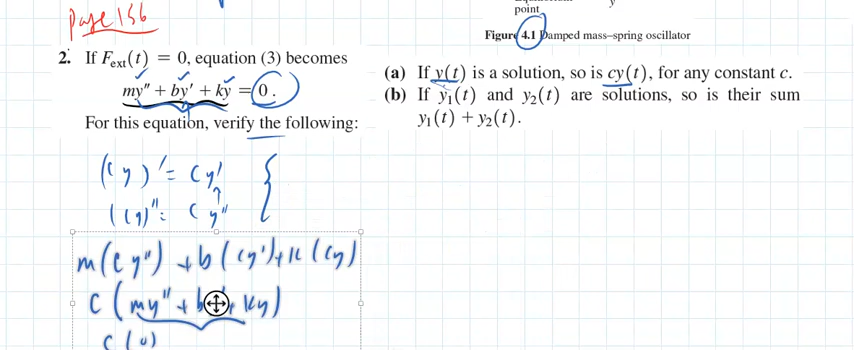 Page 156
point
y
Figure 4.1 Damped mass–spring oscillator
2. If F_ext(t) = 0, equation (3) becomes
my″ + by′ + ky = 0.
For this equation, verify the following:
(a) If y(t) is a solution, so is cy(t), for any constant c.
(b) If y₁(t) and y₂(t) are solutions, so is their sum
y₁(t) + y₂(t).
(cy)′ = cy′
(cy)″ = cy″
m(cy″) + b(cy′) + k(cy)
c(my″ + b + ky)
c(0)